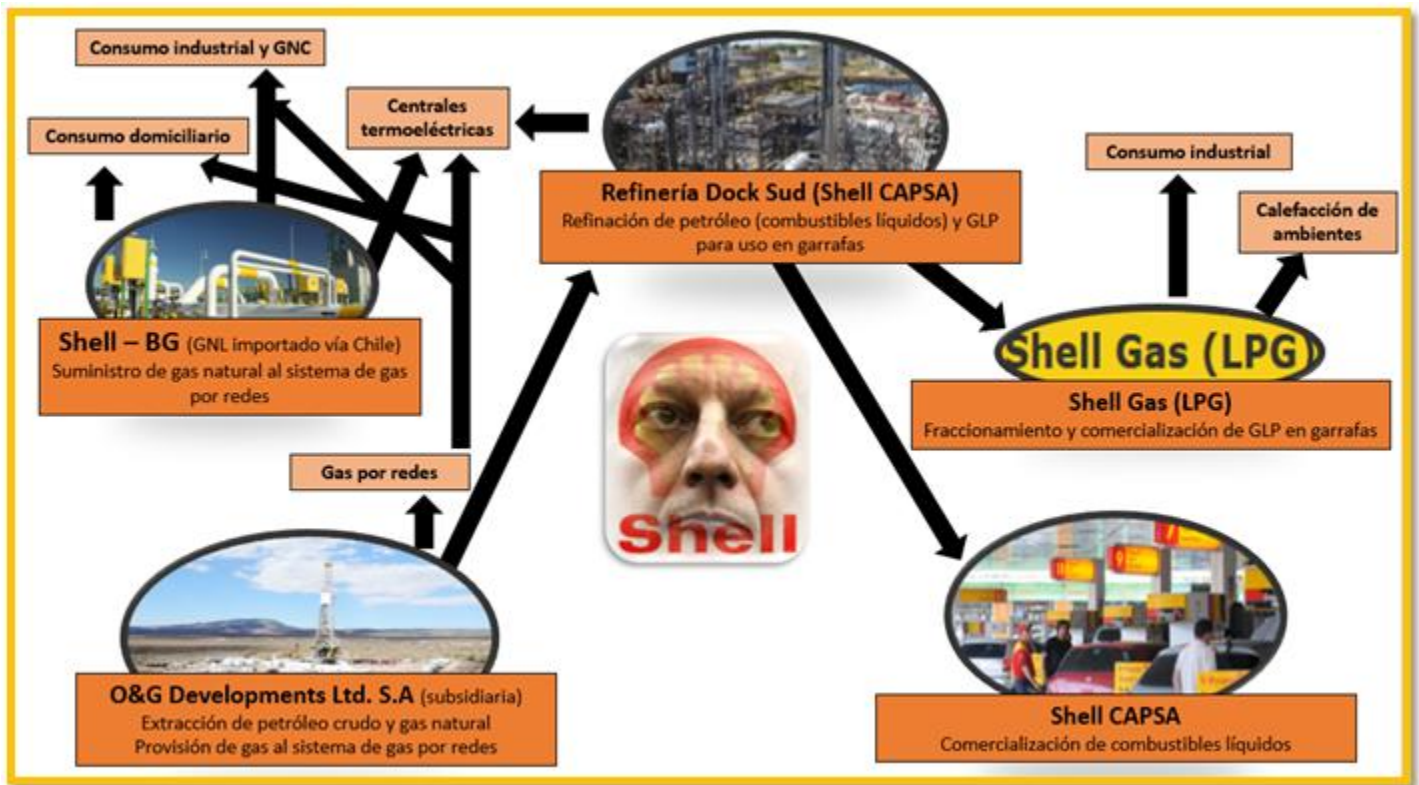 Consumo industrial y GNC
Consumo domiciliario
Centrales
termoeléctricas
Refinería Dock Sud (Shell CAPSA)
Refinación de petróleo (combustibles líquidos) y GLP
para uso en garrafas
Consumo industrial
Calefacción de
ambientes
Shell – BG (GNL importado vía Chile)
Suministro de gas natural al sistema de gas
por redes
Shell Gas (LPG)
Shell Gas (LPG)
Fraccionamiento y comercialización de GLP en garrafas
Shell
Gas por redes
O&G Developments Ltd. S.A (subsidiaria)
Extracción de petróleo crudo y gas natural
Provisión de gas al sistema de gas por redes
Shell CAPSA
Comercialización de combustibles líquidos